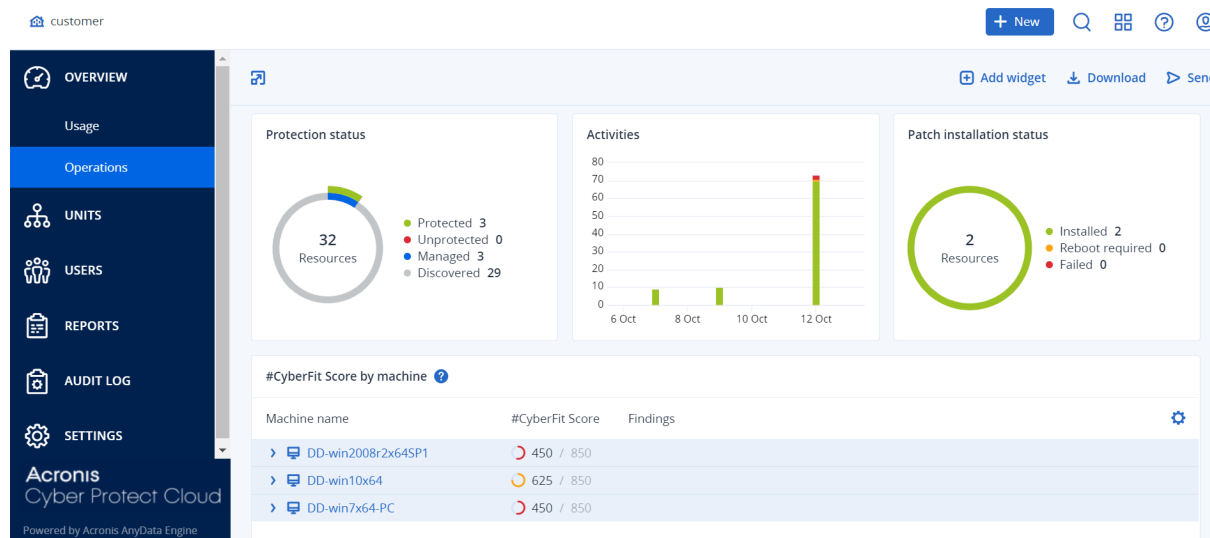 customer
+ New
OVERVIEW
Usage
Operations
UNITS
USERS
REPORTS
AUDIT LOG
SETTINGS
Acronis
Cyber Protect Cloud
Powered by Acronis AnyData Engine
Add widget
Download
Send
Protection status
32
Resources
Protected 3
Unprotected 0
Managed 3
Discovered 29
Activities
80
70
60
50
40
30
20
10
0
6 Oct 8 Oct 10 Oct 12 Oct
Patch installation status
2
Resources
Installed 2
Reboot required 0
Failed 0
#CyberFit Score by machine ?
Machine name #CyberFit Score Findings
DD-win2008r2x64SP1 450 / 850
DD-win10x64 625 / 850
DD-win7x64-PC 450 / 850